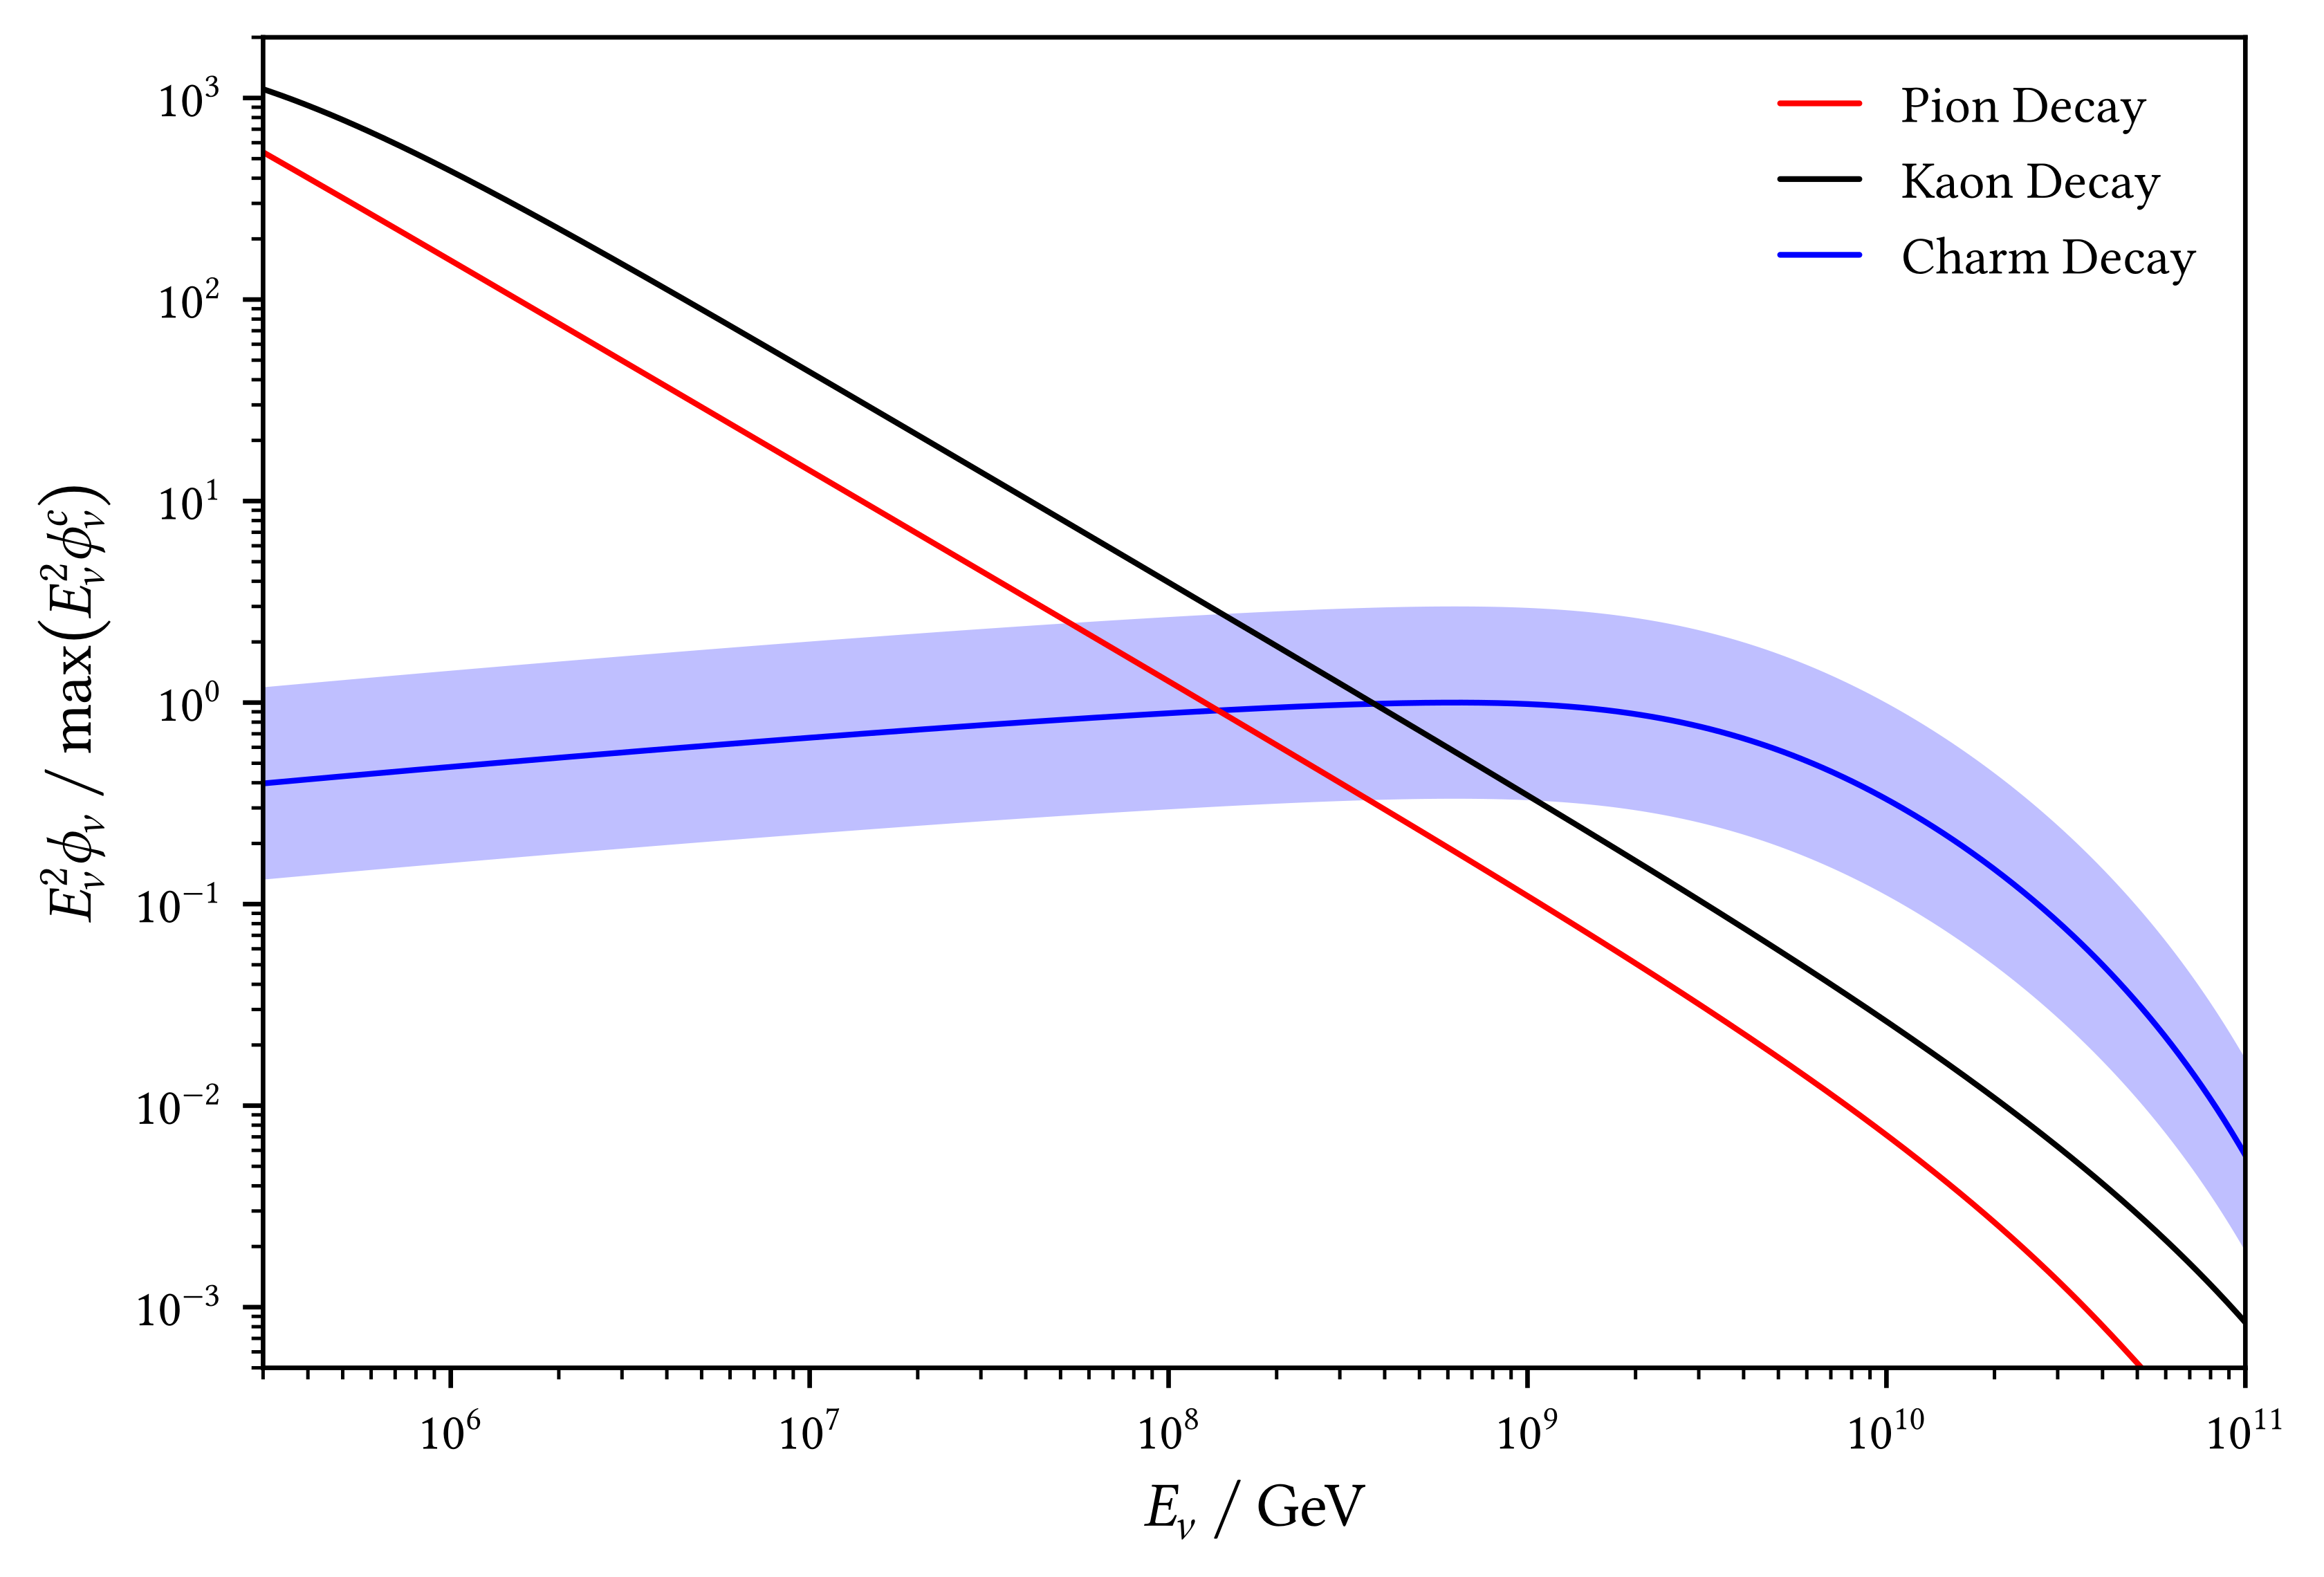 Pion Decay
Kaon Decay
Charm Decay
E_ν^2 ϕ_ν / max(E_ν^2 ϕ_ν^c)
10^3
10^2
10^1
10^0
10^−1
10^−2
10^−3
10^6 10^7 10^8 10^9 10^10 10^11
E_ν / GeV